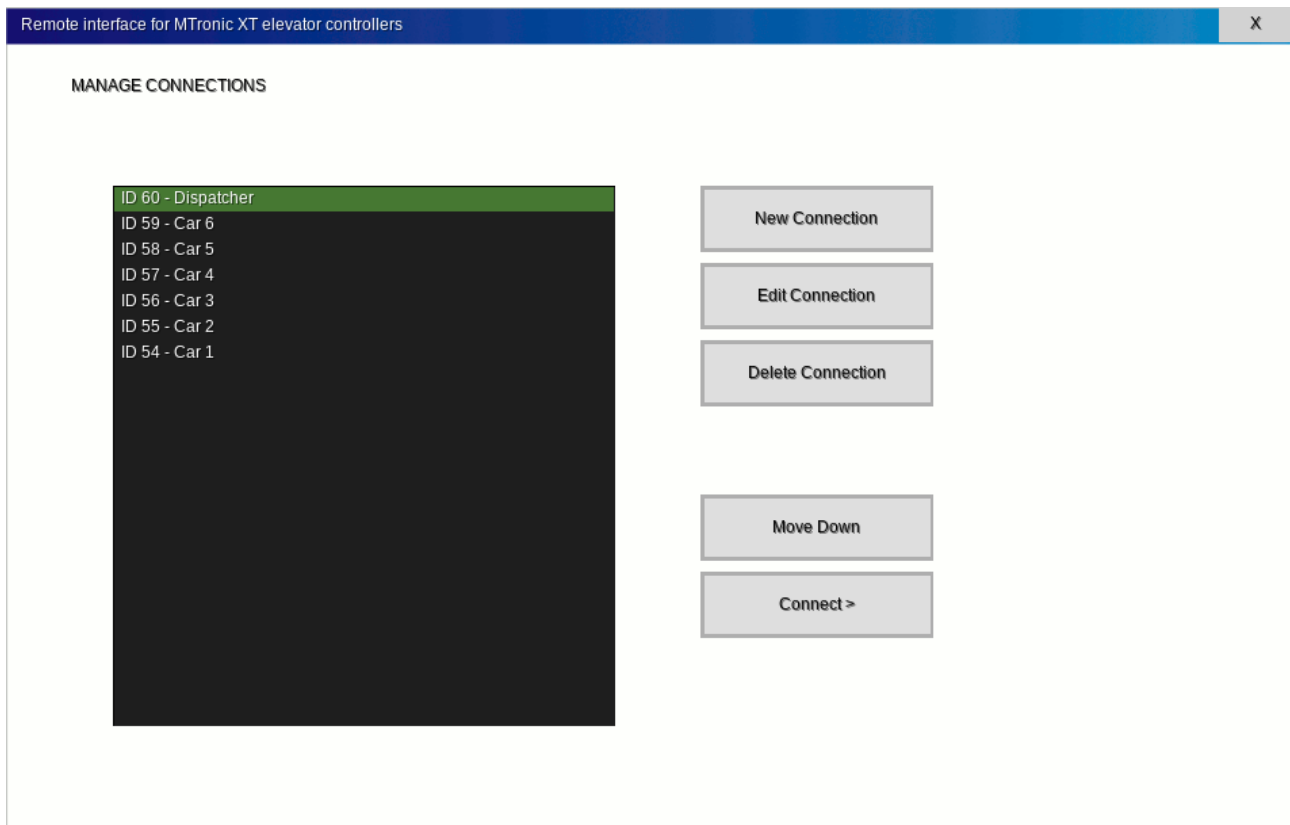 Remote interface for MTronic XT elevator controllers
X
MANAGE CONNECTIONS
ID 60 - Dispatcher
ID 59 - Car 6
ID 58 - Car 5
ID 57 - Car 4
ID 56 - Car 3
ID 55 - Car 2
ID 54 - Car 1
New Connection
Edit Connection
Delete Connection
Move Down
Connect >